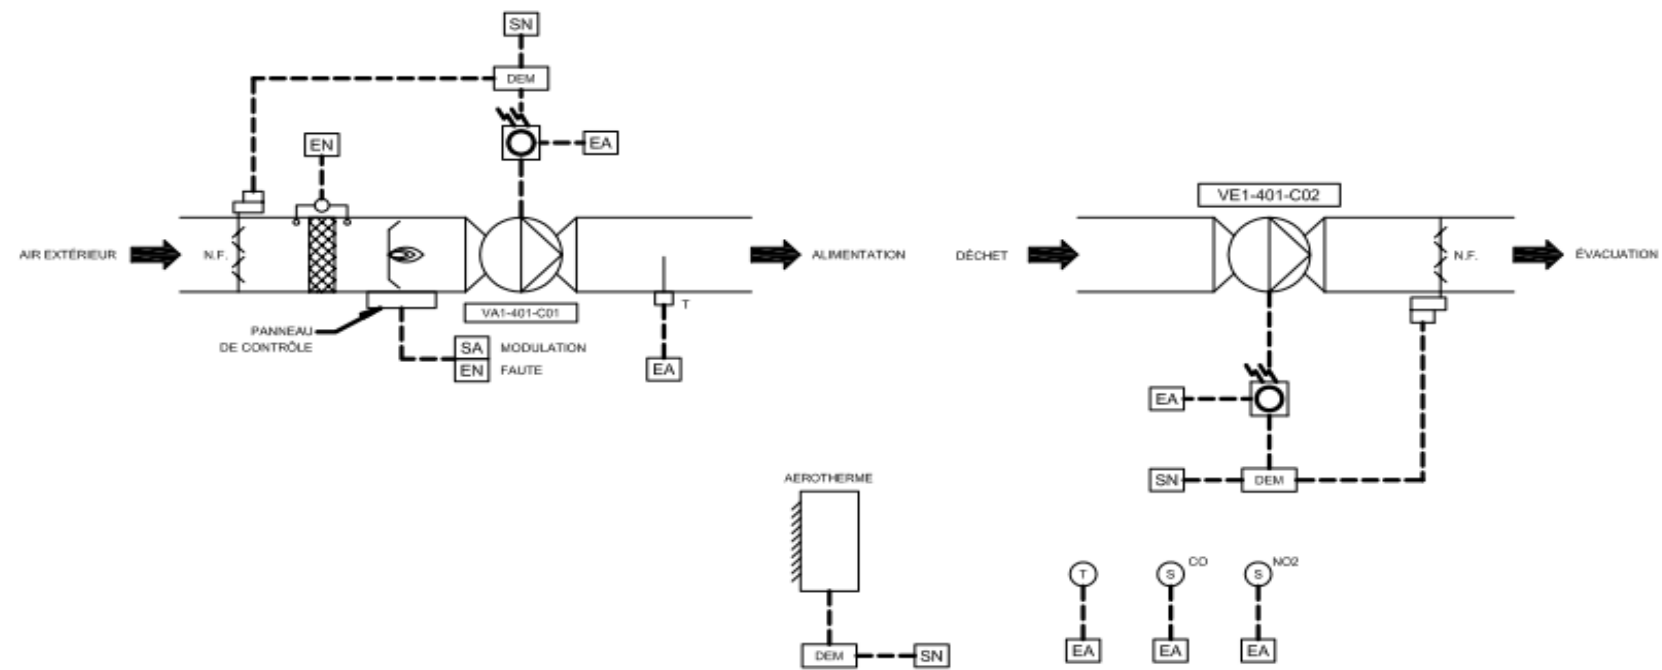 SN
DEM
EN
EA
VE1-401-C02
AIR EXTÉRIEUR
N.F.
ALIMENTATION
DÉCHET
N.F.
ÉVACUATION
VA1-401-C01
T
PANNEAU
DE CONTRÔLE
SA MODULATION
EN FAUTE
EA
EA
SN
DEM
AEROTHERME
T
S CO
S NO2
DEM
SN
EA
EA
EA